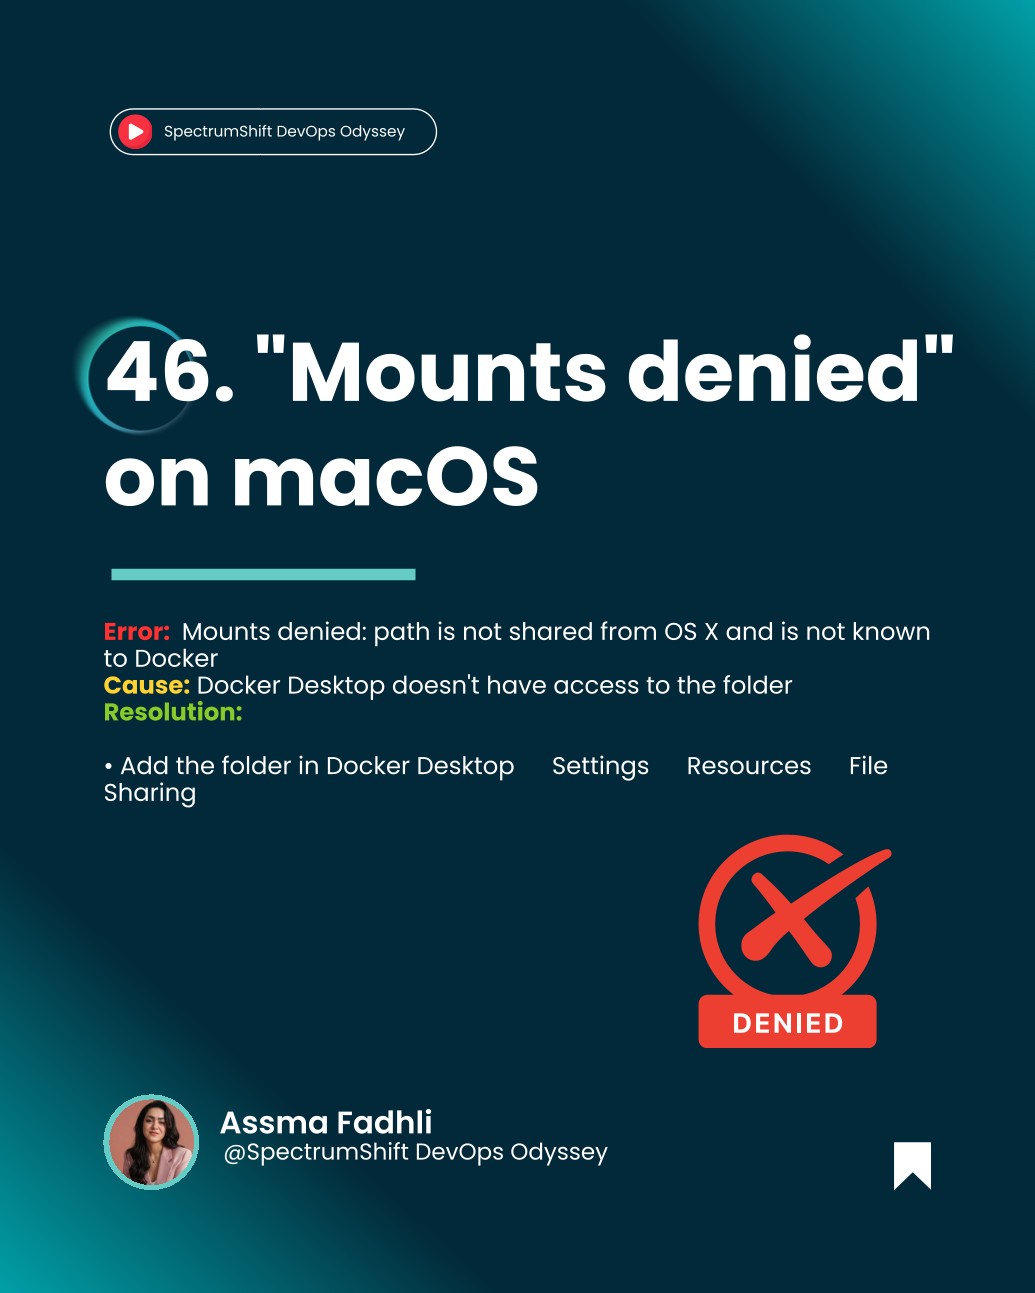 SpectrumShift DevOps Odyssey
46. "Mounts denied"
on macOS
Error: Mounts denied: path is not shared from OS X and is not known
to Docker
Cause: Docker Desktop doesn't have access to the folder
Resolution:
• Add the folder in Docker Desktop Settings Resources File
Sharing
DENIED
Assma Fadhli
@SpectrumShift DevOps Odyssey